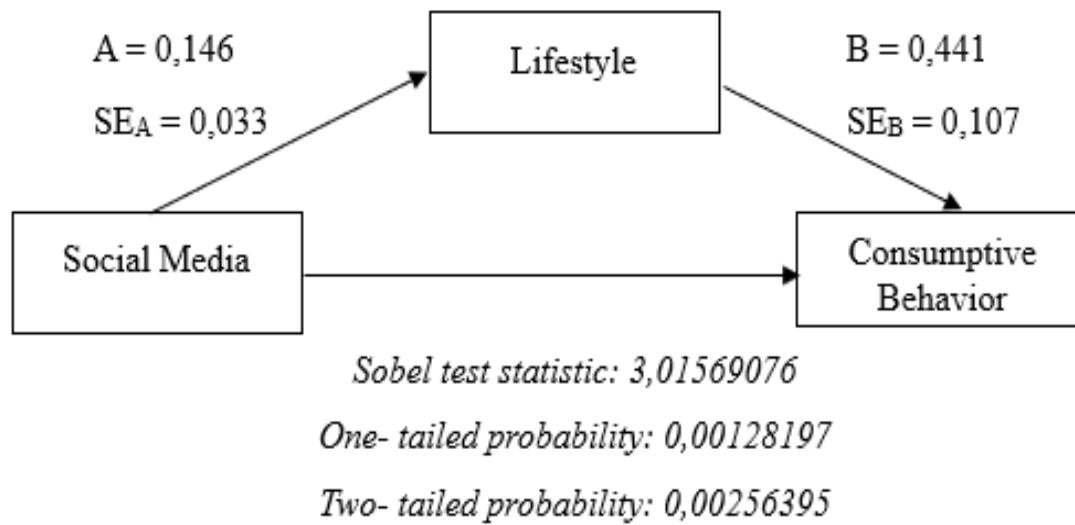 A = 0,146
SEA = 0,033
Lifestyle
B = 0,441
SEB = 0,107
Social Media
Consumptive
Behavior
Sobel test statistic: 3,01569076
One- tailed probability: 0,00128197
Two- tailed probability: 0,00256395